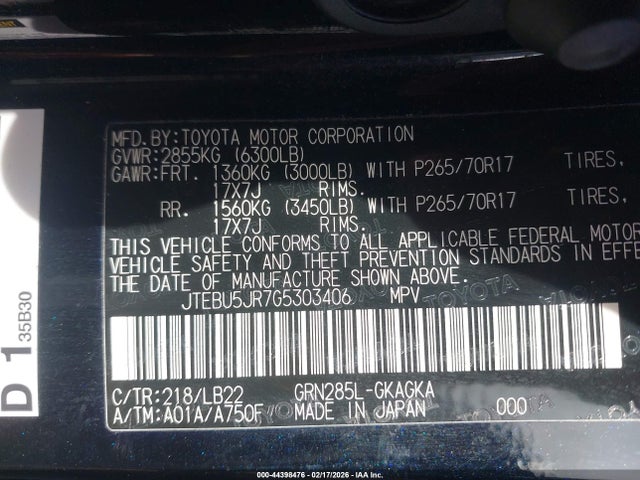 MFD.BY:TOYOTA MOTOR CORPORATION
GVWR:2855KG (6300LB)
GAWR:FRT. 1360KG (3000LB) WITH P265/70R17 TIRES,
17X7J RIMS.
RR. 1560KG (3450LB) WITH P265/70R17 TIRES,
17X7J RIMS.
THIS VEHICLE CONFORMS TO ALL APPLICABLE FEDERAL MOTOR
VEHICLE SAFETY AND THEFT PREVENTION STANDARDS IN EFFE
THE DATE OF MANUFACTURE SHOWN ABOVE.
JTEBU5JR7G5303406 MPV
C/TR:218/LB22 GRN285L-GKAGKA
A/TM:A01A/A750F MADE IN JAPAN 000
D 1 35B30
000-44398476 - 02/17/2026 - IAA Inc.